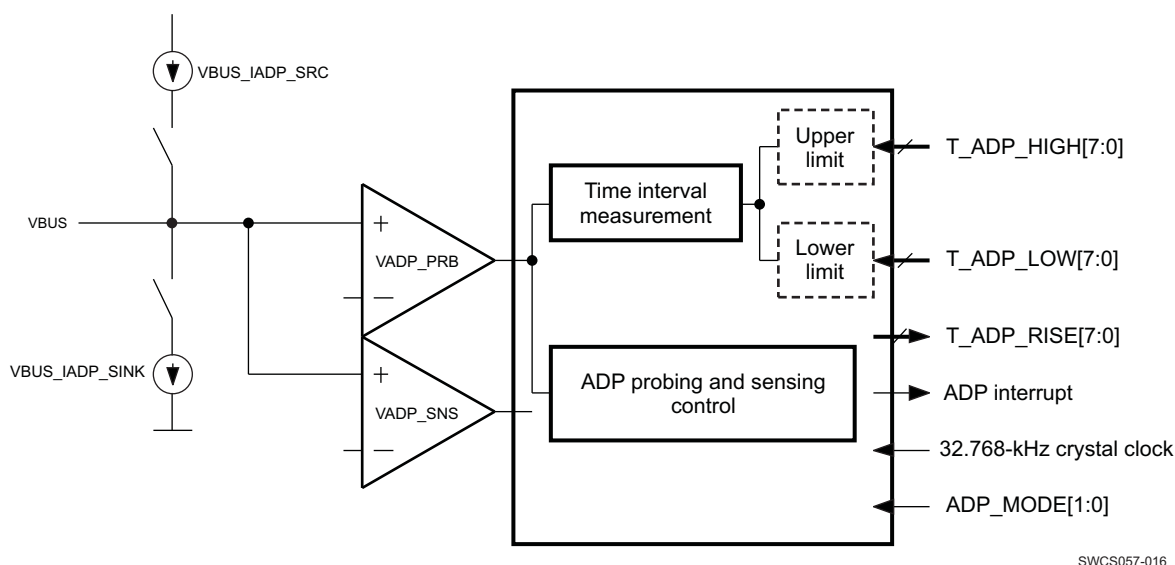 VBUS_IADP_SRC
Upper
limit
T_ADP_HIGH[7:0]
Time interval
measurement
VBUS
+
VADP_PRB
−
Lower
limit
T_ADP_LOW[7:0]
T_ADP_RISE[7:0]
VBUS_IADP_SINK
+
VADP_SNS
−
ADP probing and sensing
control
ADP interrupt
32.768-kHz crystal clock
ADP_MODE[1:0]
SWCS057-016